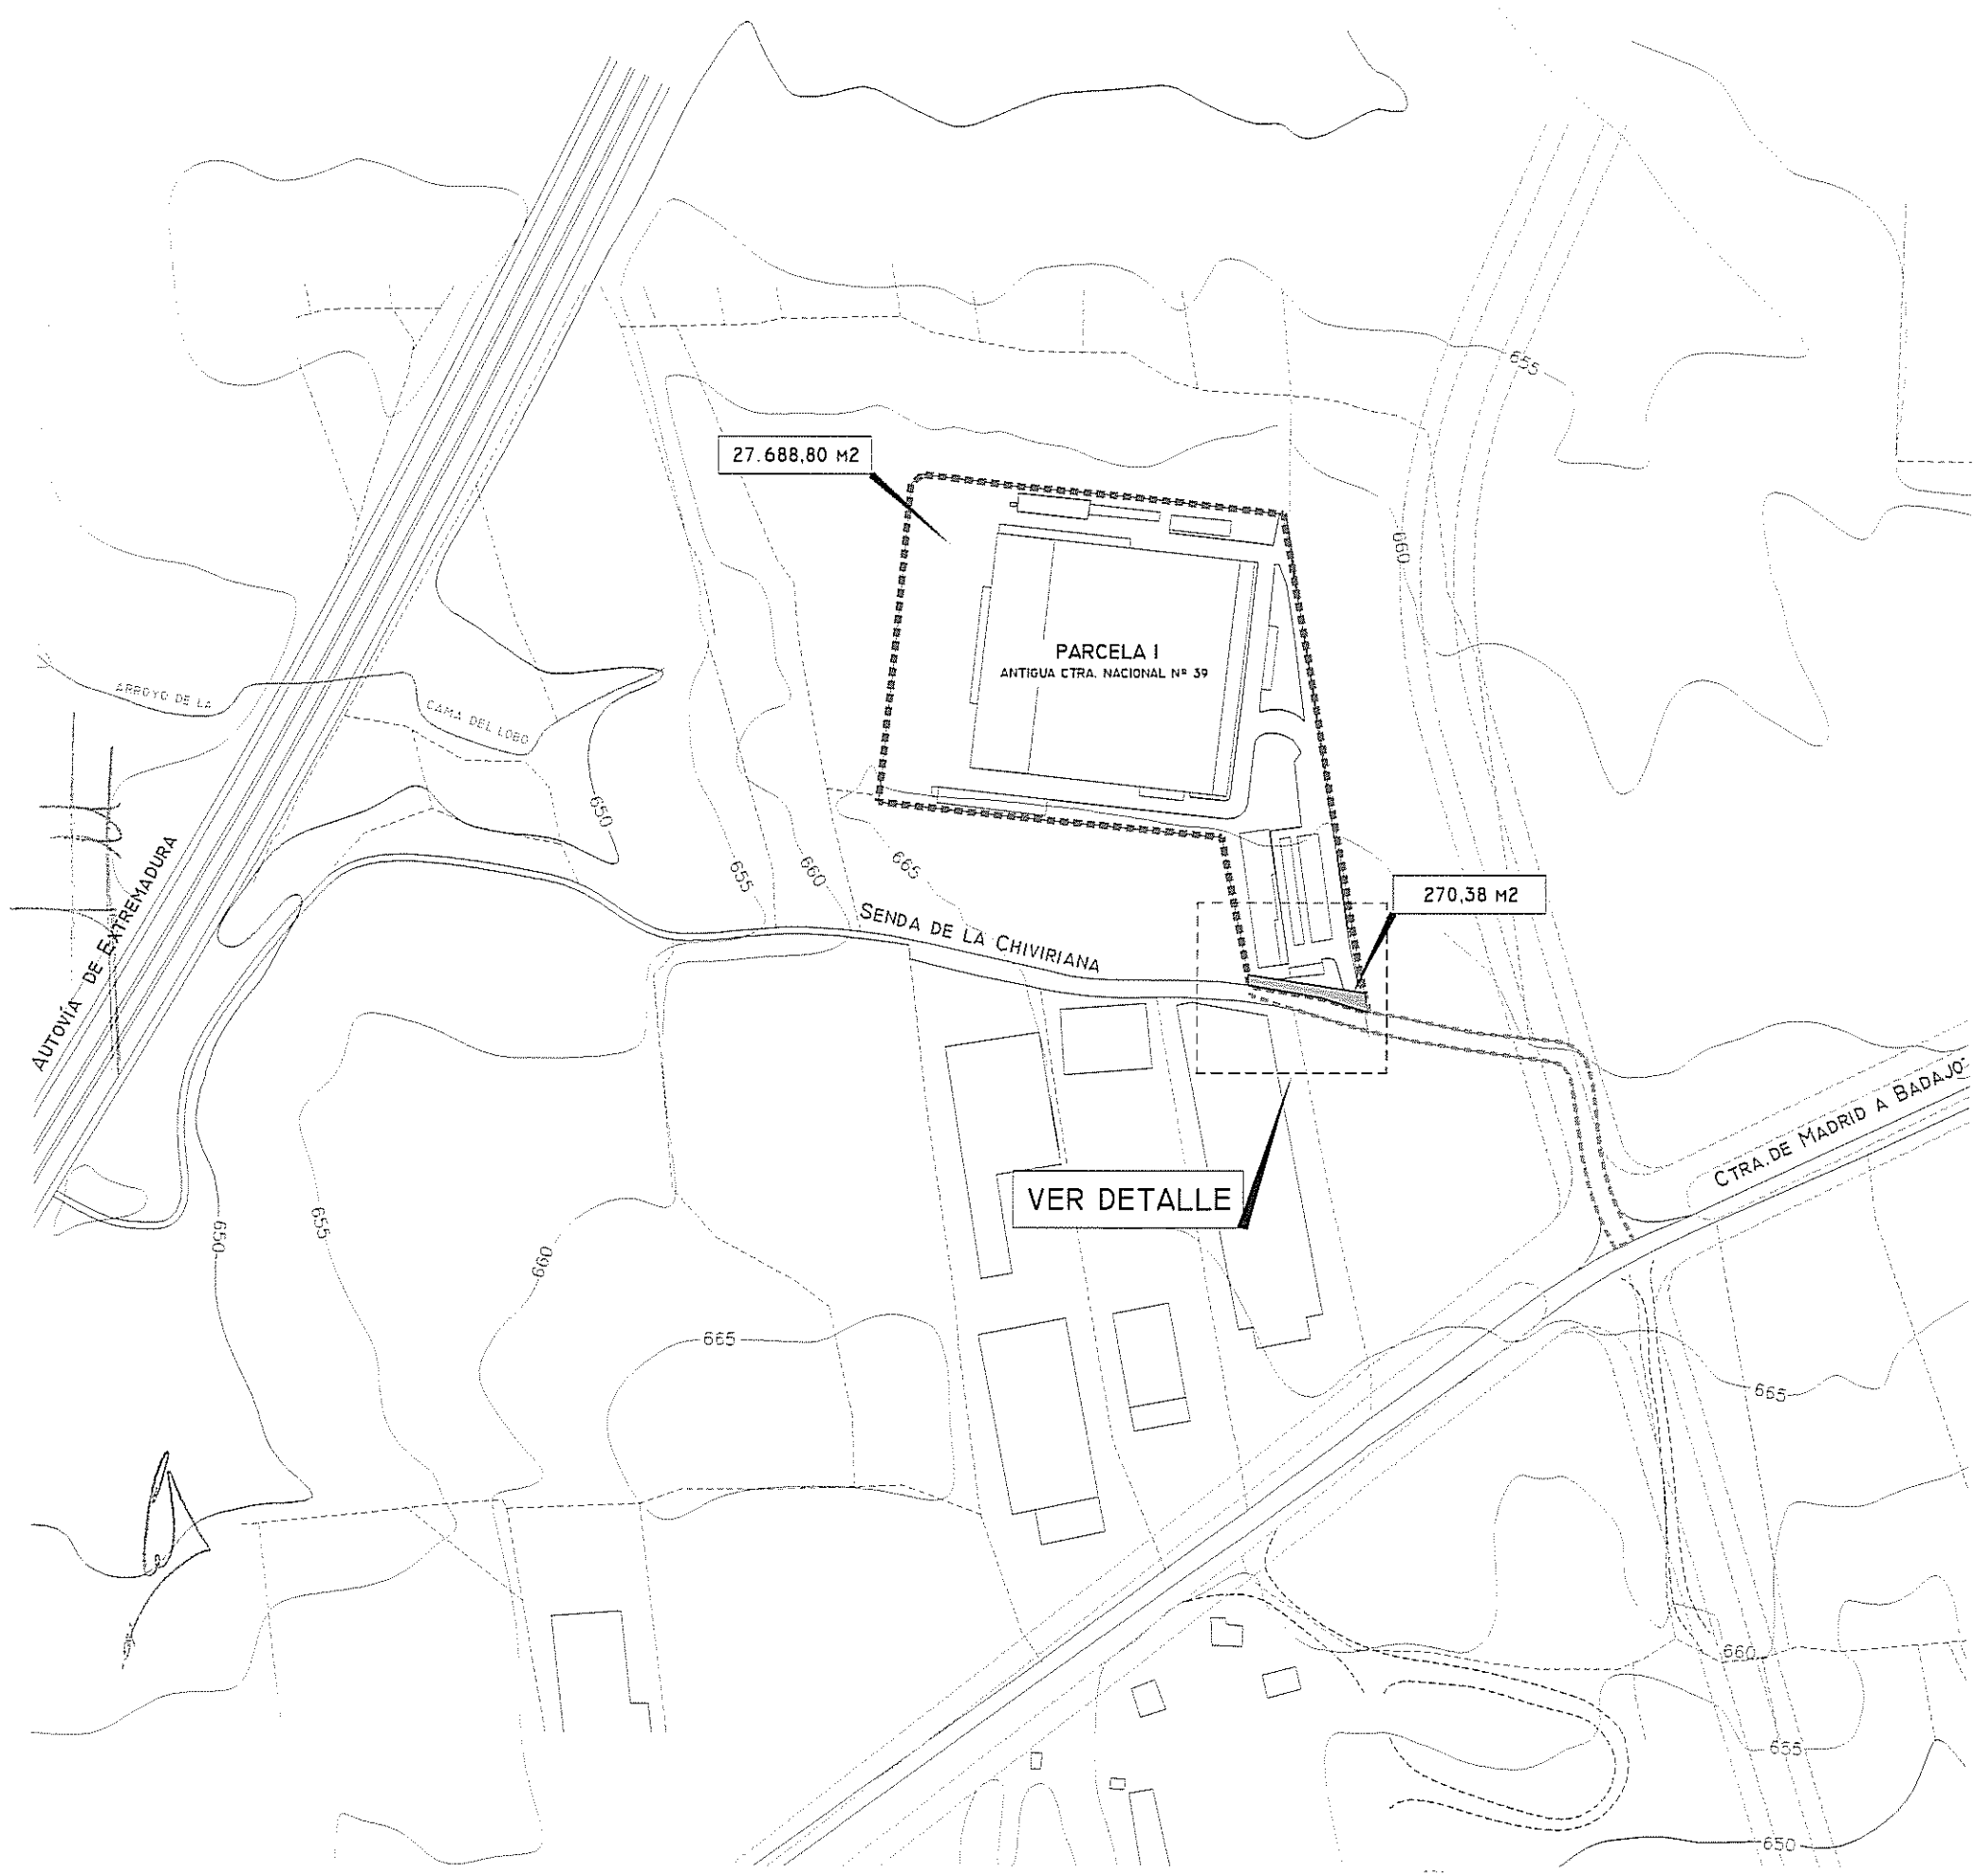 655
27.688,80 M2
660
PARCELA I
ANTIGUA CTRA. NACIONAL Nº 39
ARROYO DE LA
CAMA DEL LOBO
650
655
660
665
270,38 M2
SENDA DE LA CHIVIRIANA
AUTOVÍA DE EXTREMADURA
CTRA. DE MADRID A BADAJO
VER DETALLE
650
655
660
665
665
660
655
650